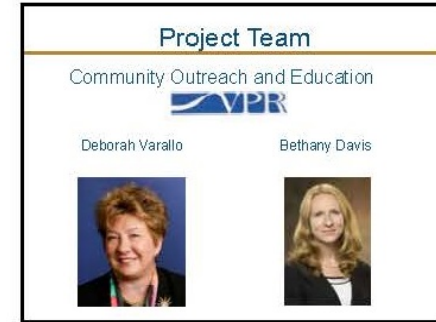 Project Team
Community Outreach and Education
VPR
Deborah Varallo Bethany Davis